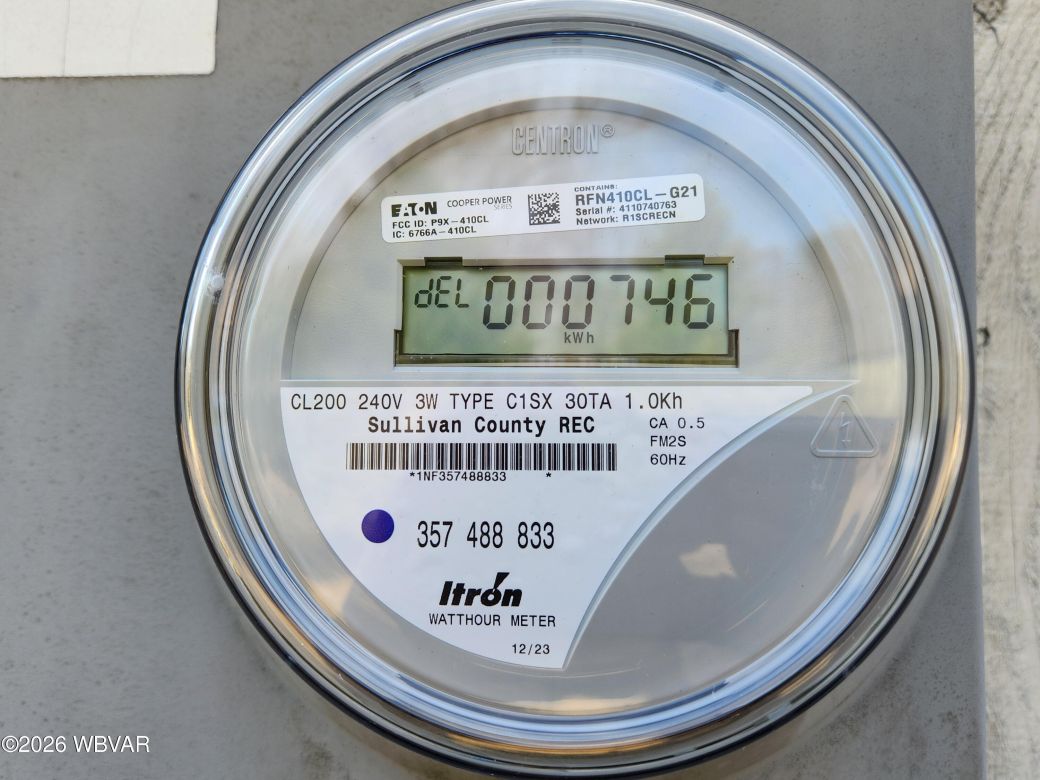 CENTRON®
EATON COOPER POWER SERIES
FCC ID: P9X-410CL
IC: 6766A-410CL
CONTAINS:
RFN410CL-G21
Serial #: 4110740763
Network: R1SCRECN
dEL 000746
kWh
CL200 240V 3W TYPE C1SX 30TA 1.0Kh
Sullivan County REC
CA 0.5
FM2S
60Hz
*1NF357488833 *
357 488 833
Itron
WATTHOUR METER
12/23
©2026 WBVAR